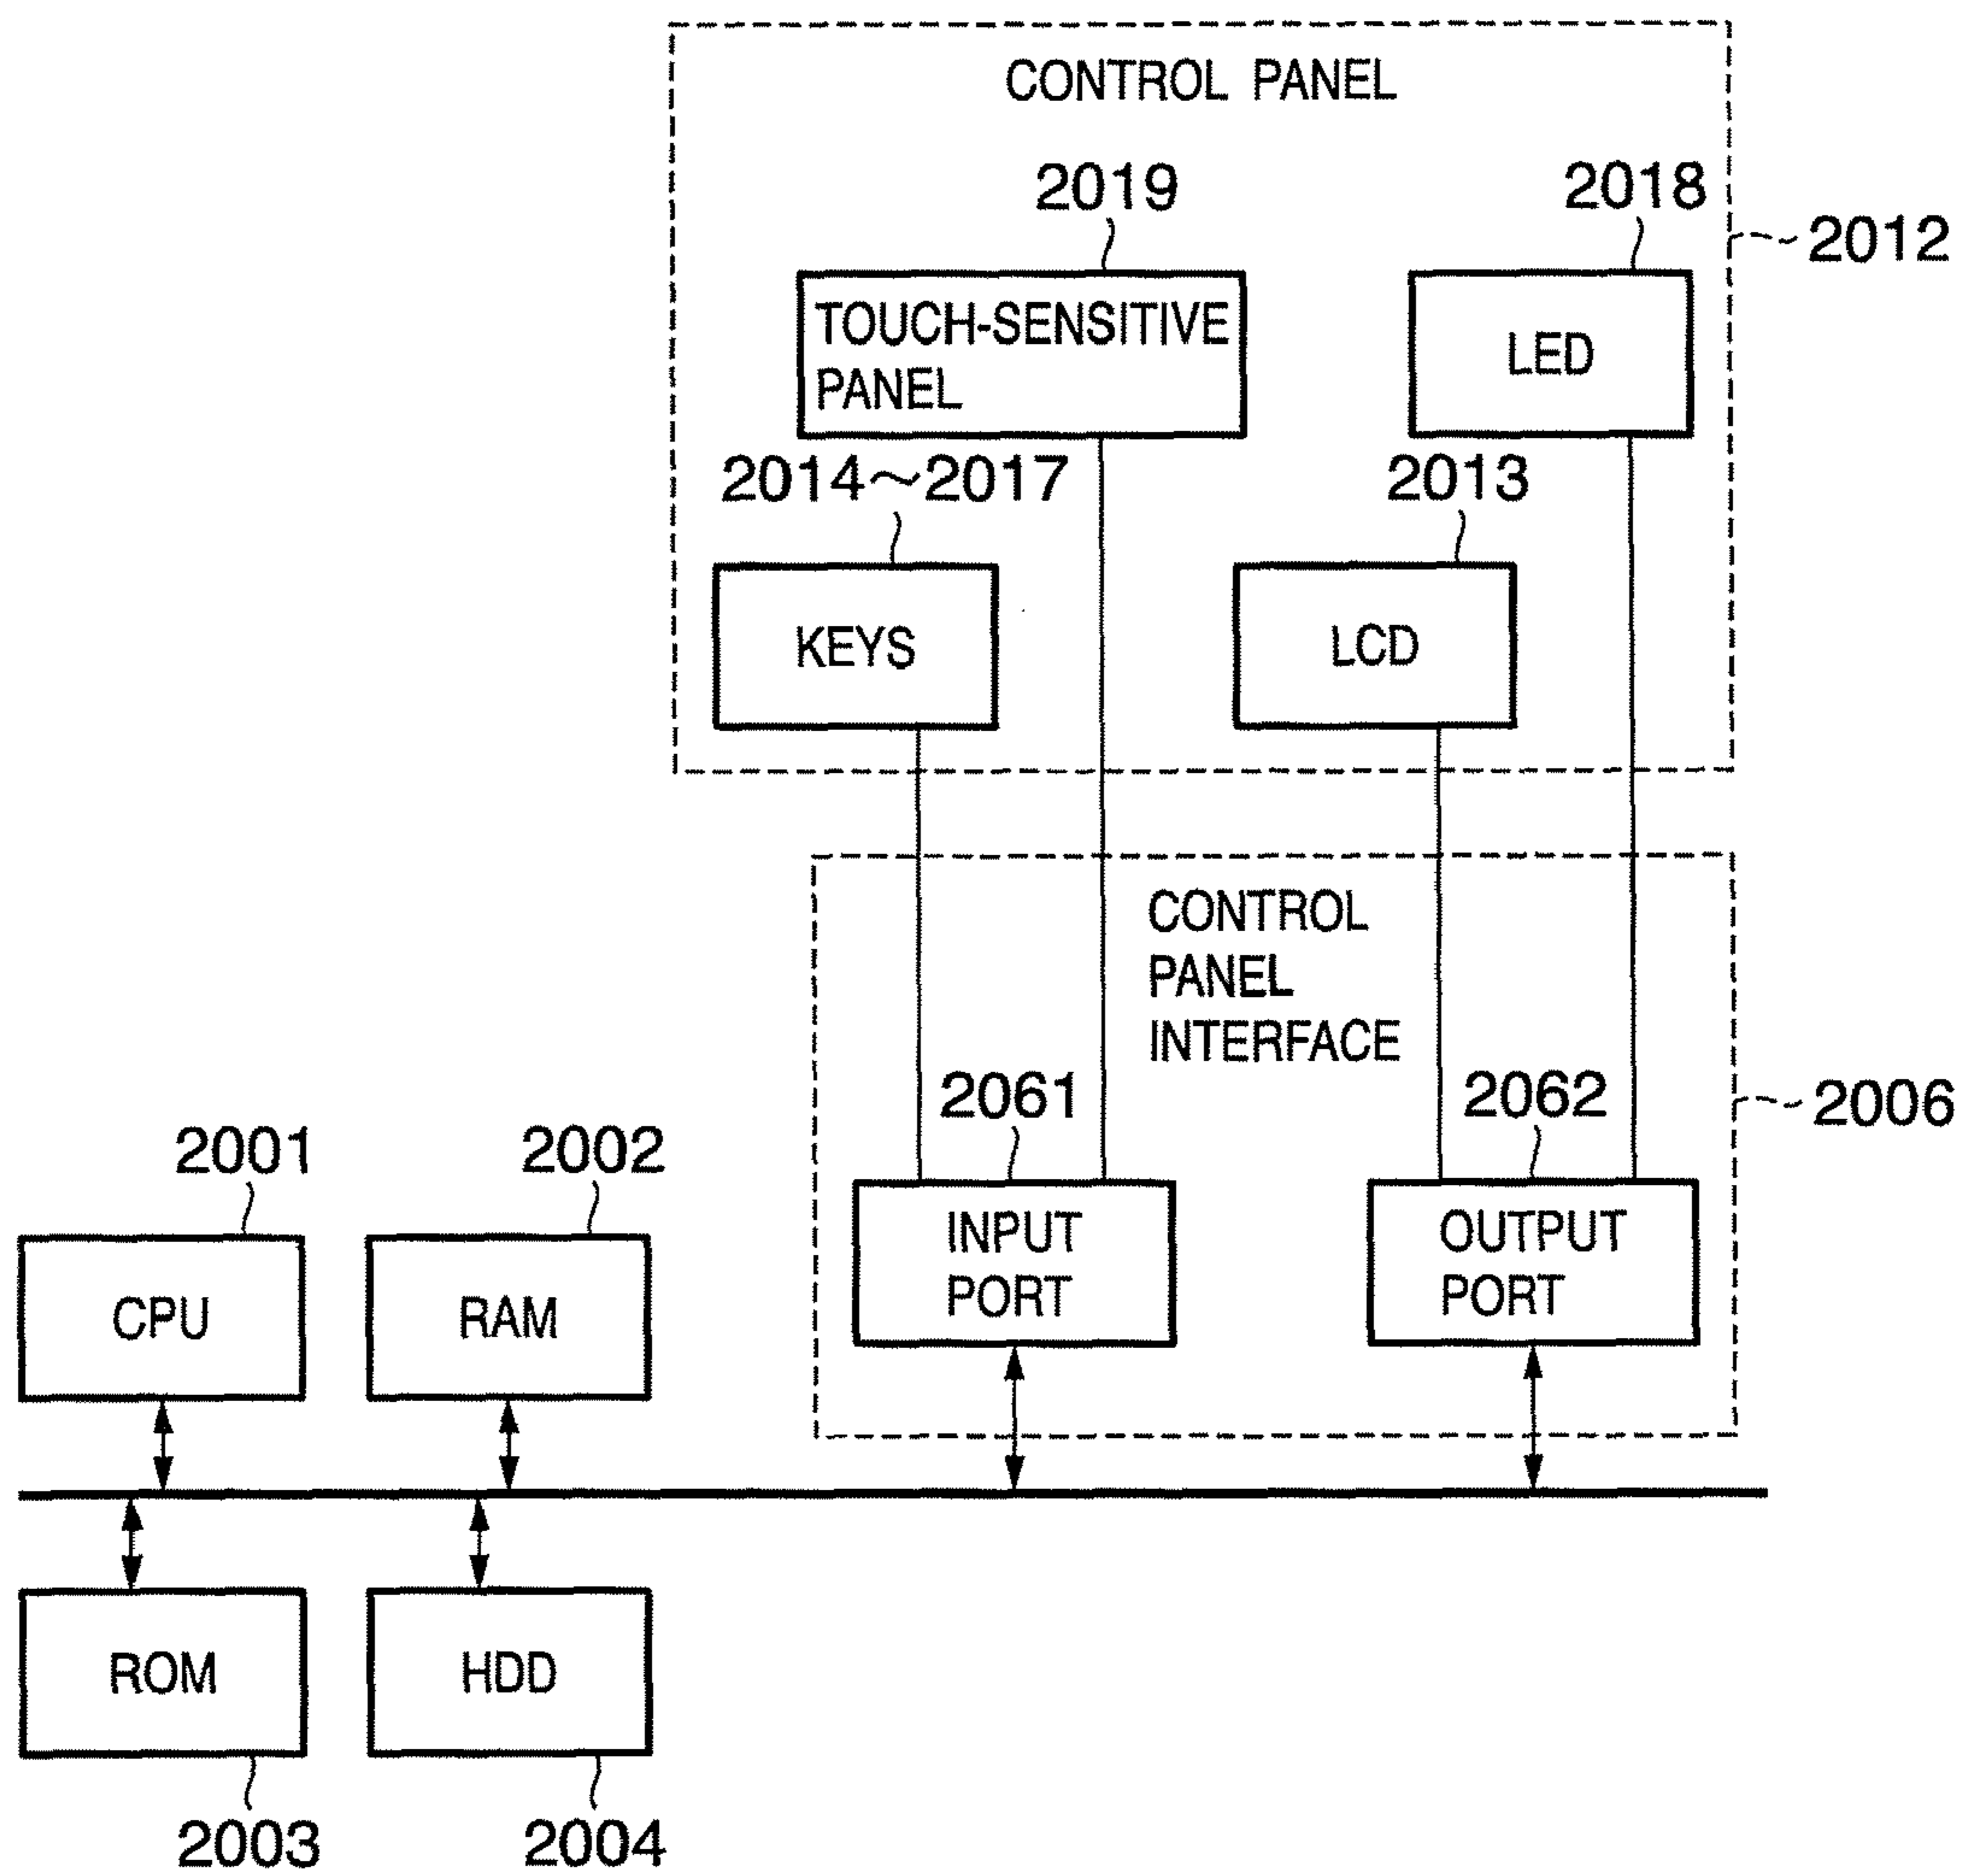 CONTROL PANEL
2019
2018
2012
TOUCH-SENSITIVE
PANEL
LED
2014～2017
2013
KEYS
LCD
CONTROL
PANEL
INTERFACE
2061
2062
2006
2001
2002
INPUT
PORT
OUTPUT
PORT
CPU
RAM
ROM
HDD
2003
2004